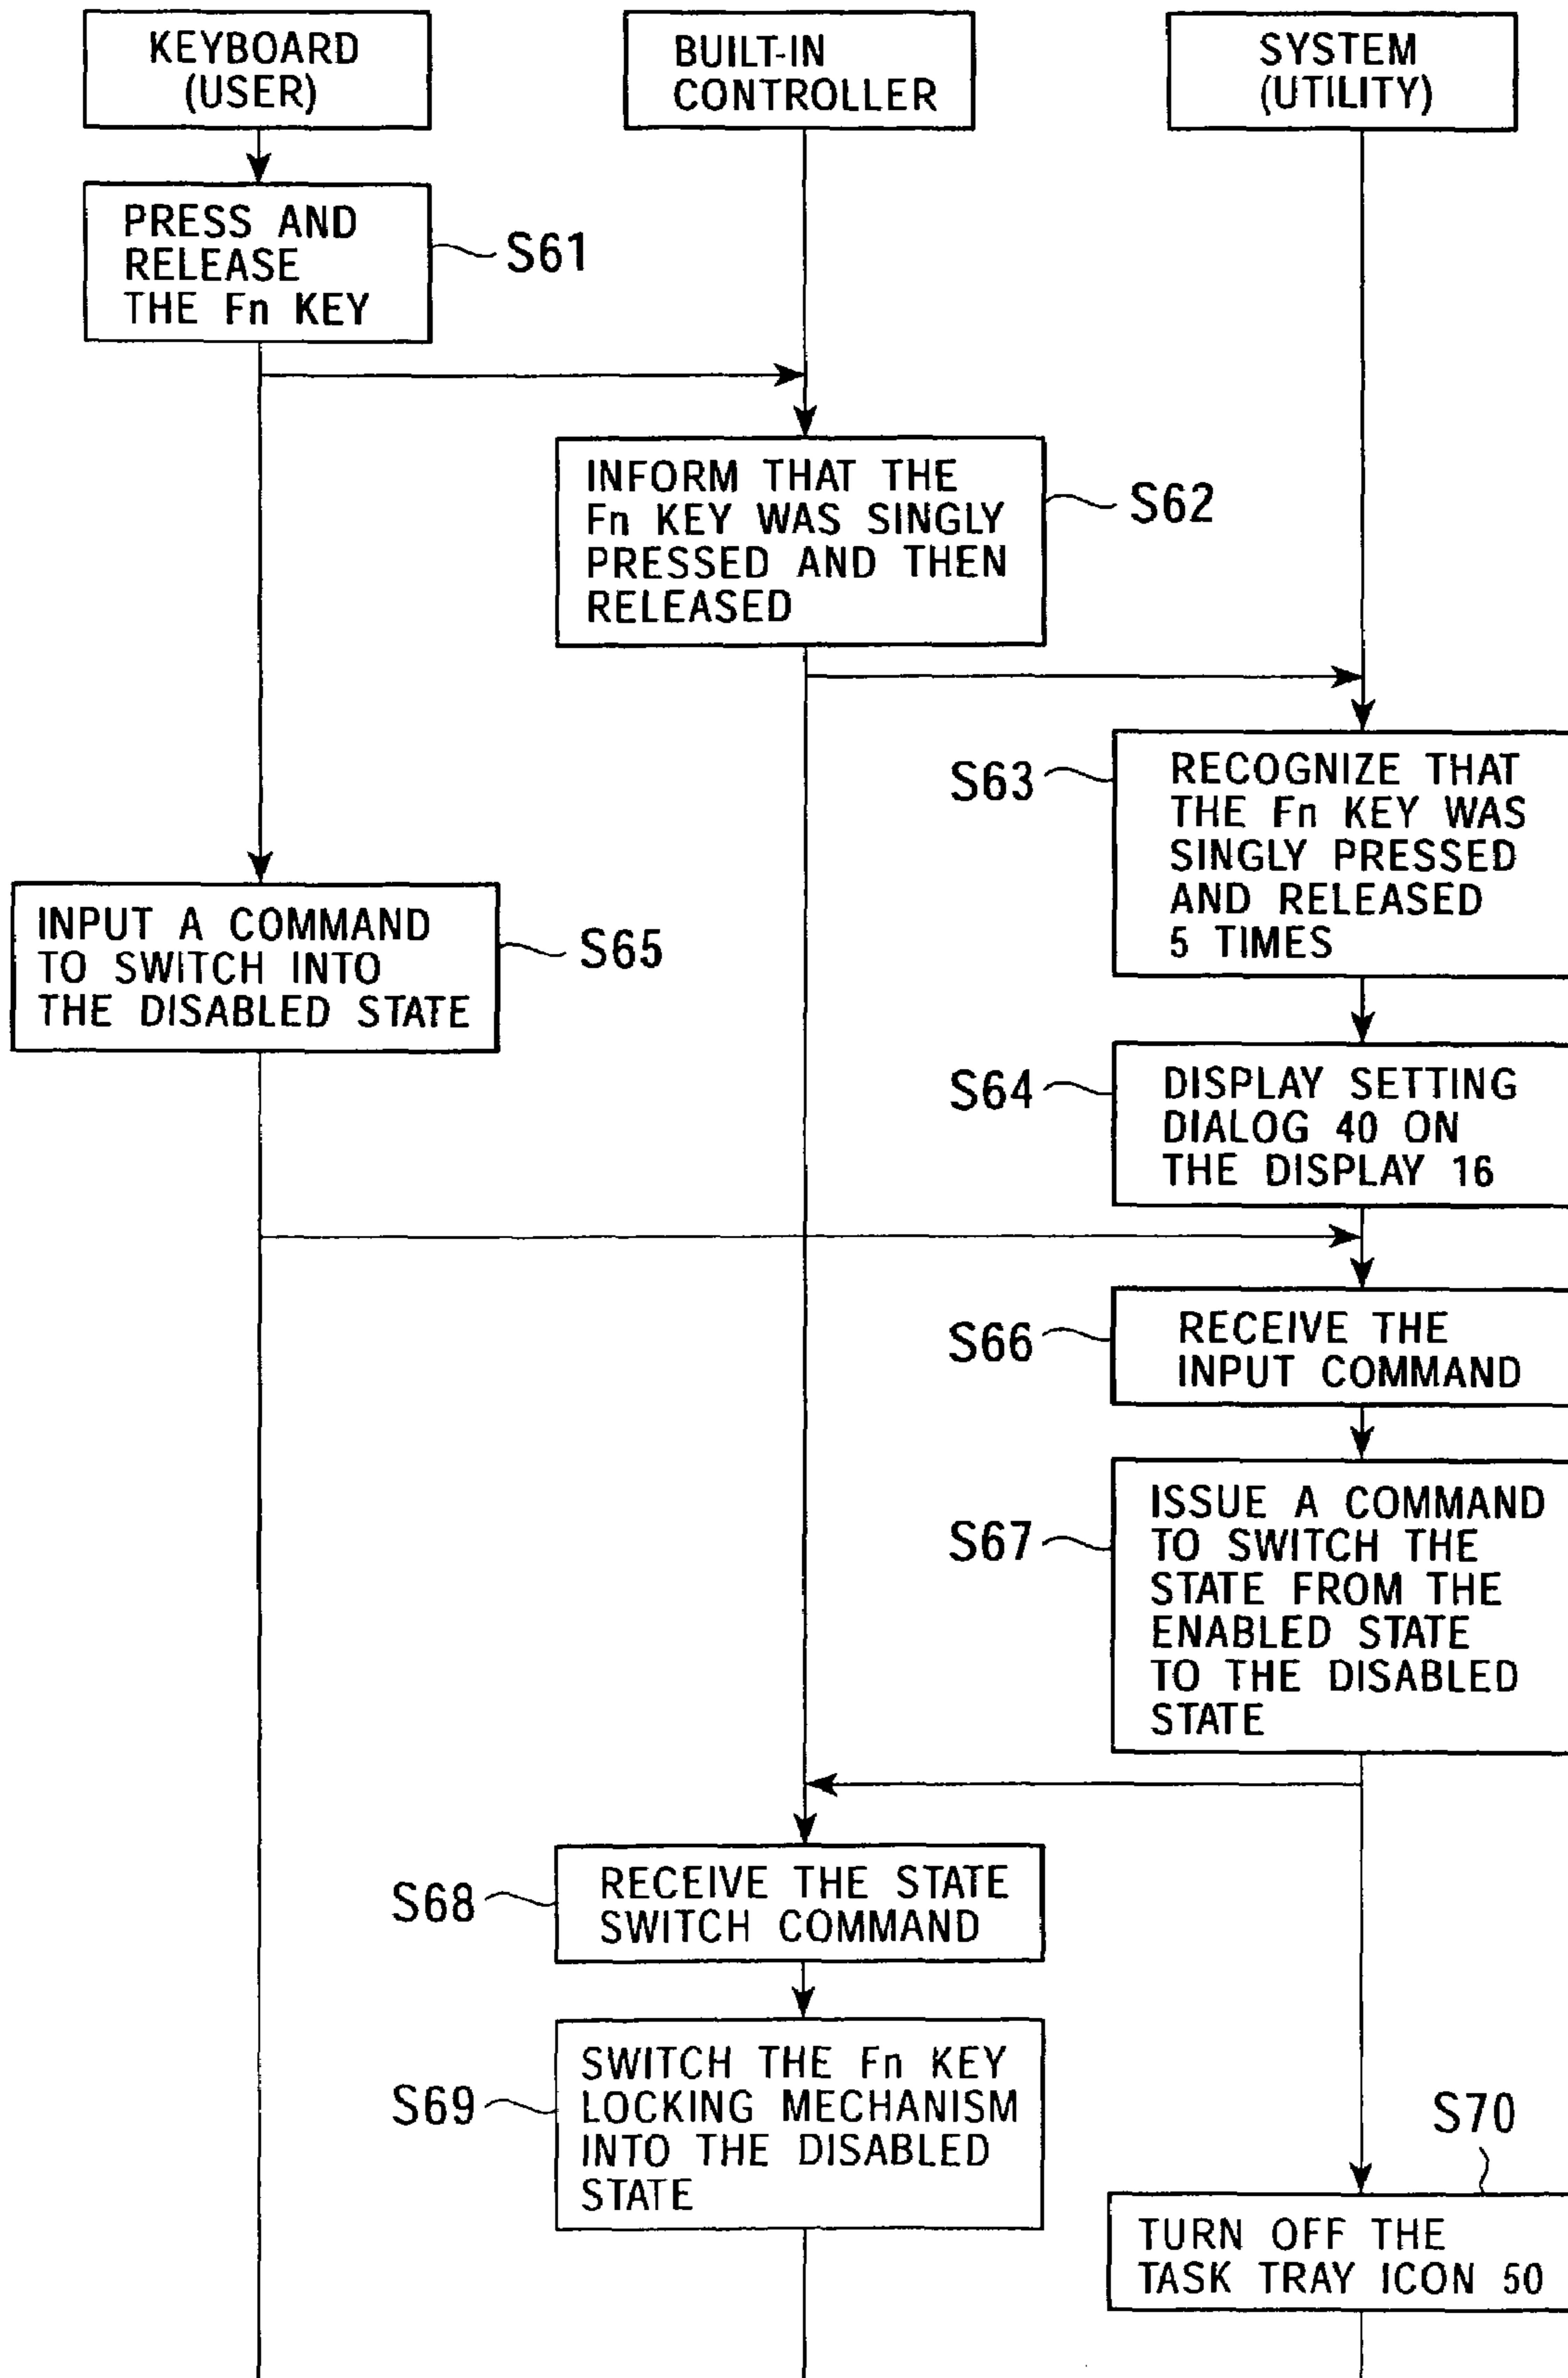 KEYBOARD
(USER)
BUILT-IN
CONTROLLER
SYSTEM
(UTILITY)
PRESS AND
RELEASE
THE Fn KEY
S61
INFORM THAT THE
Fn KEY WAS SINGLY
PRESSED AND THEN
RELEASED
S62
S63
RECOGNIZE THAT
THE Fn KEY WAS
SINGLY PRESSED
AND RELEASED
5 TIMES
INPUT A COMMAND
TO SWITCH INTO
THE DISABLED STATE
S65
S64
DISPLAY SETTING
DIALOG 40 ON
THE DISPLAY 16
S66
RECEIVE THE
INPUT COMMAND
S67
ISSUE A COMMAND
TO SWITCH THE
STATE FROM THE
ENABLED STATE
TO THE DISABLED
STATE
S68
RECEIVE THE STATE
SWITCH COMMAND
S69
SWITCH THE Fn KEY
LOCKING MECHANISM
INTO THE DISABLED
STATE
S70
TURN OFF THE
TASK TRAY ICON 50